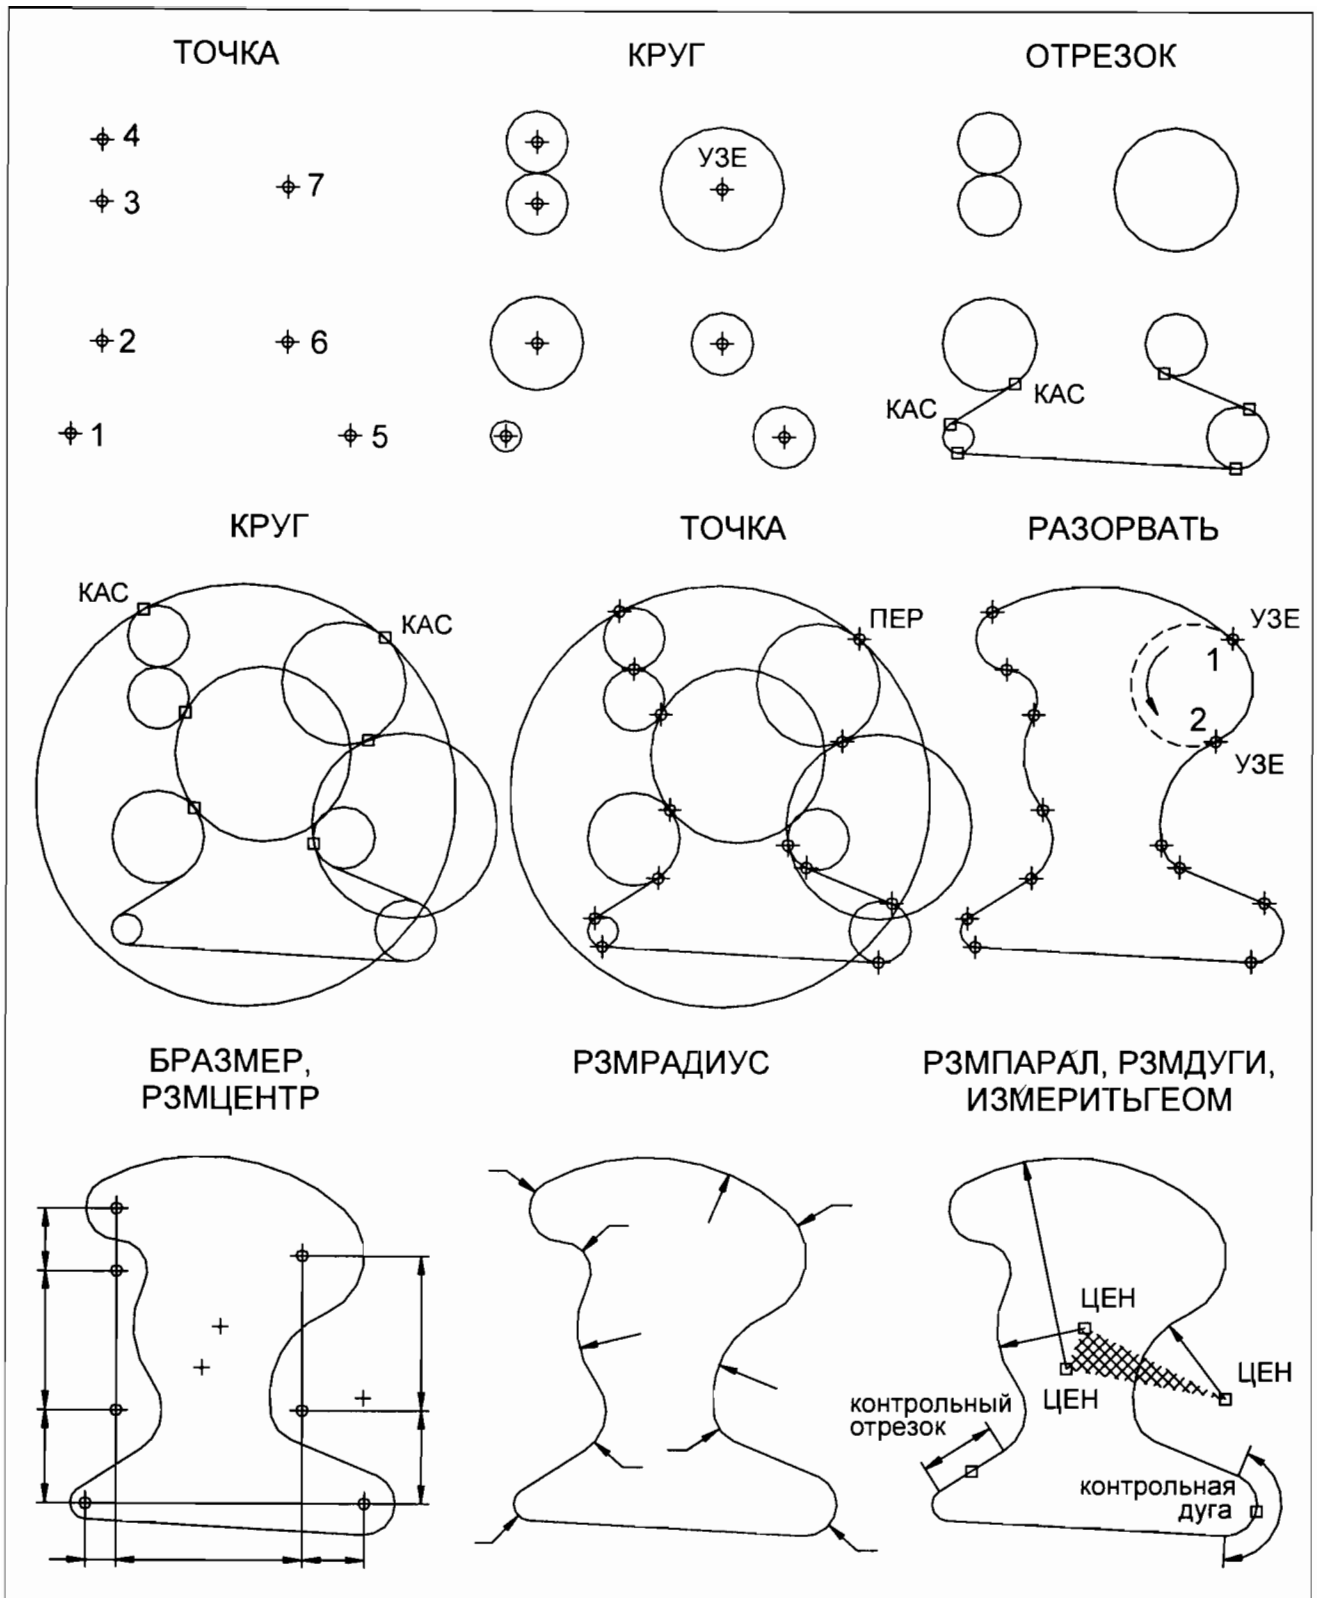 ТОЧКА
КРУГ
ОТРЕЗОК
4
3
7
2
6
1
5
УЗЕ
КАС
КАС
КРУГ
ТОЧКА
РАЗОРВАТЬ
КАС
КАС
ПЕР
УЗЕ
1
2
УЗЕ
БРАЗМЕР,
РЗМЦЕНТР
РЗМРАДИУС
РЗМПАРАЛ, РЗМДУГИ,
ИЗМЕРИТЬГЕОМ
ЦЕН
ЦЕН
ЦЕН
контрольный
отрезок
контрольная
дуга